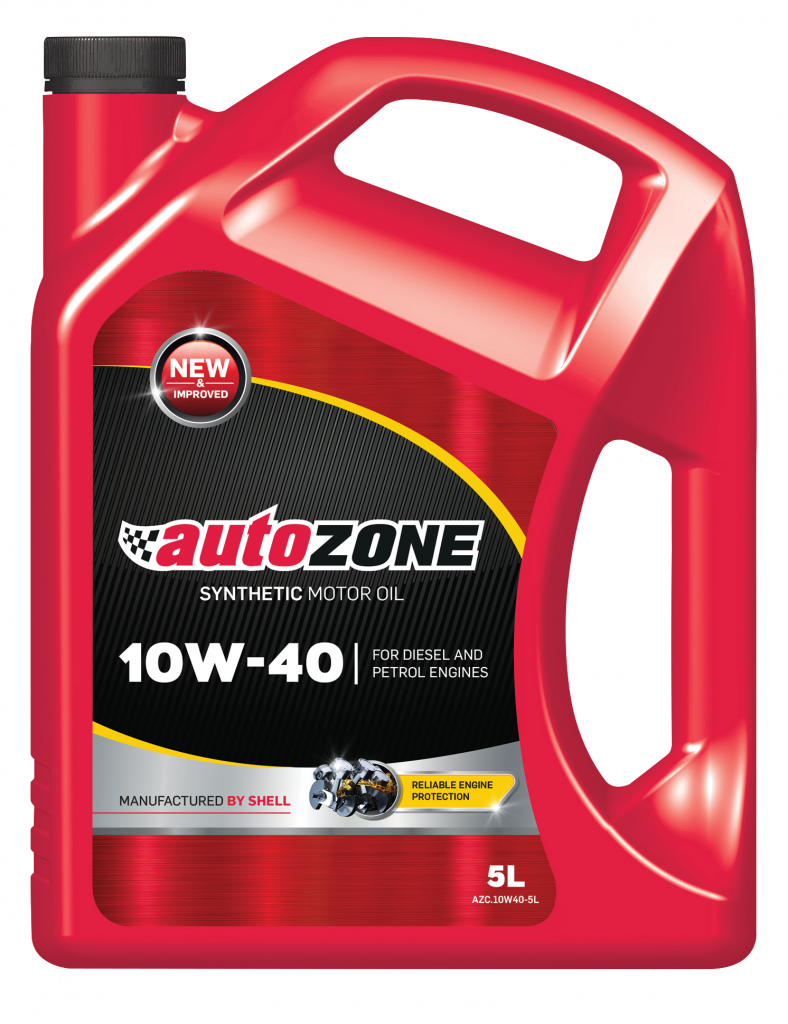 NEW
&
IMPROVED
autoZONE
SYNTHETIC MOTOR OIL
10W-40
FOR DIESEL AND
PETROL ENGINES
MANUFACTURED BY SHELL
RELIABLE ENGINE
PROTECTION
5L
AZC.10W40-5L